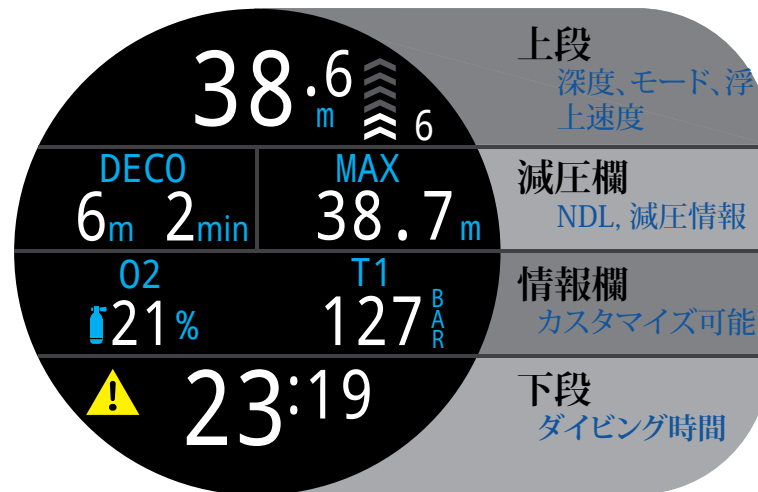 38.6m 6
上段
深度、モード、浮
上速度
DECO MAX
6m 2min 38.7m
減圧欄
NDL, 減圧情報
O2 T1
21% 127 BAR
情報欄
カスタマイズ可能
23:19
下段
ダイビング時間